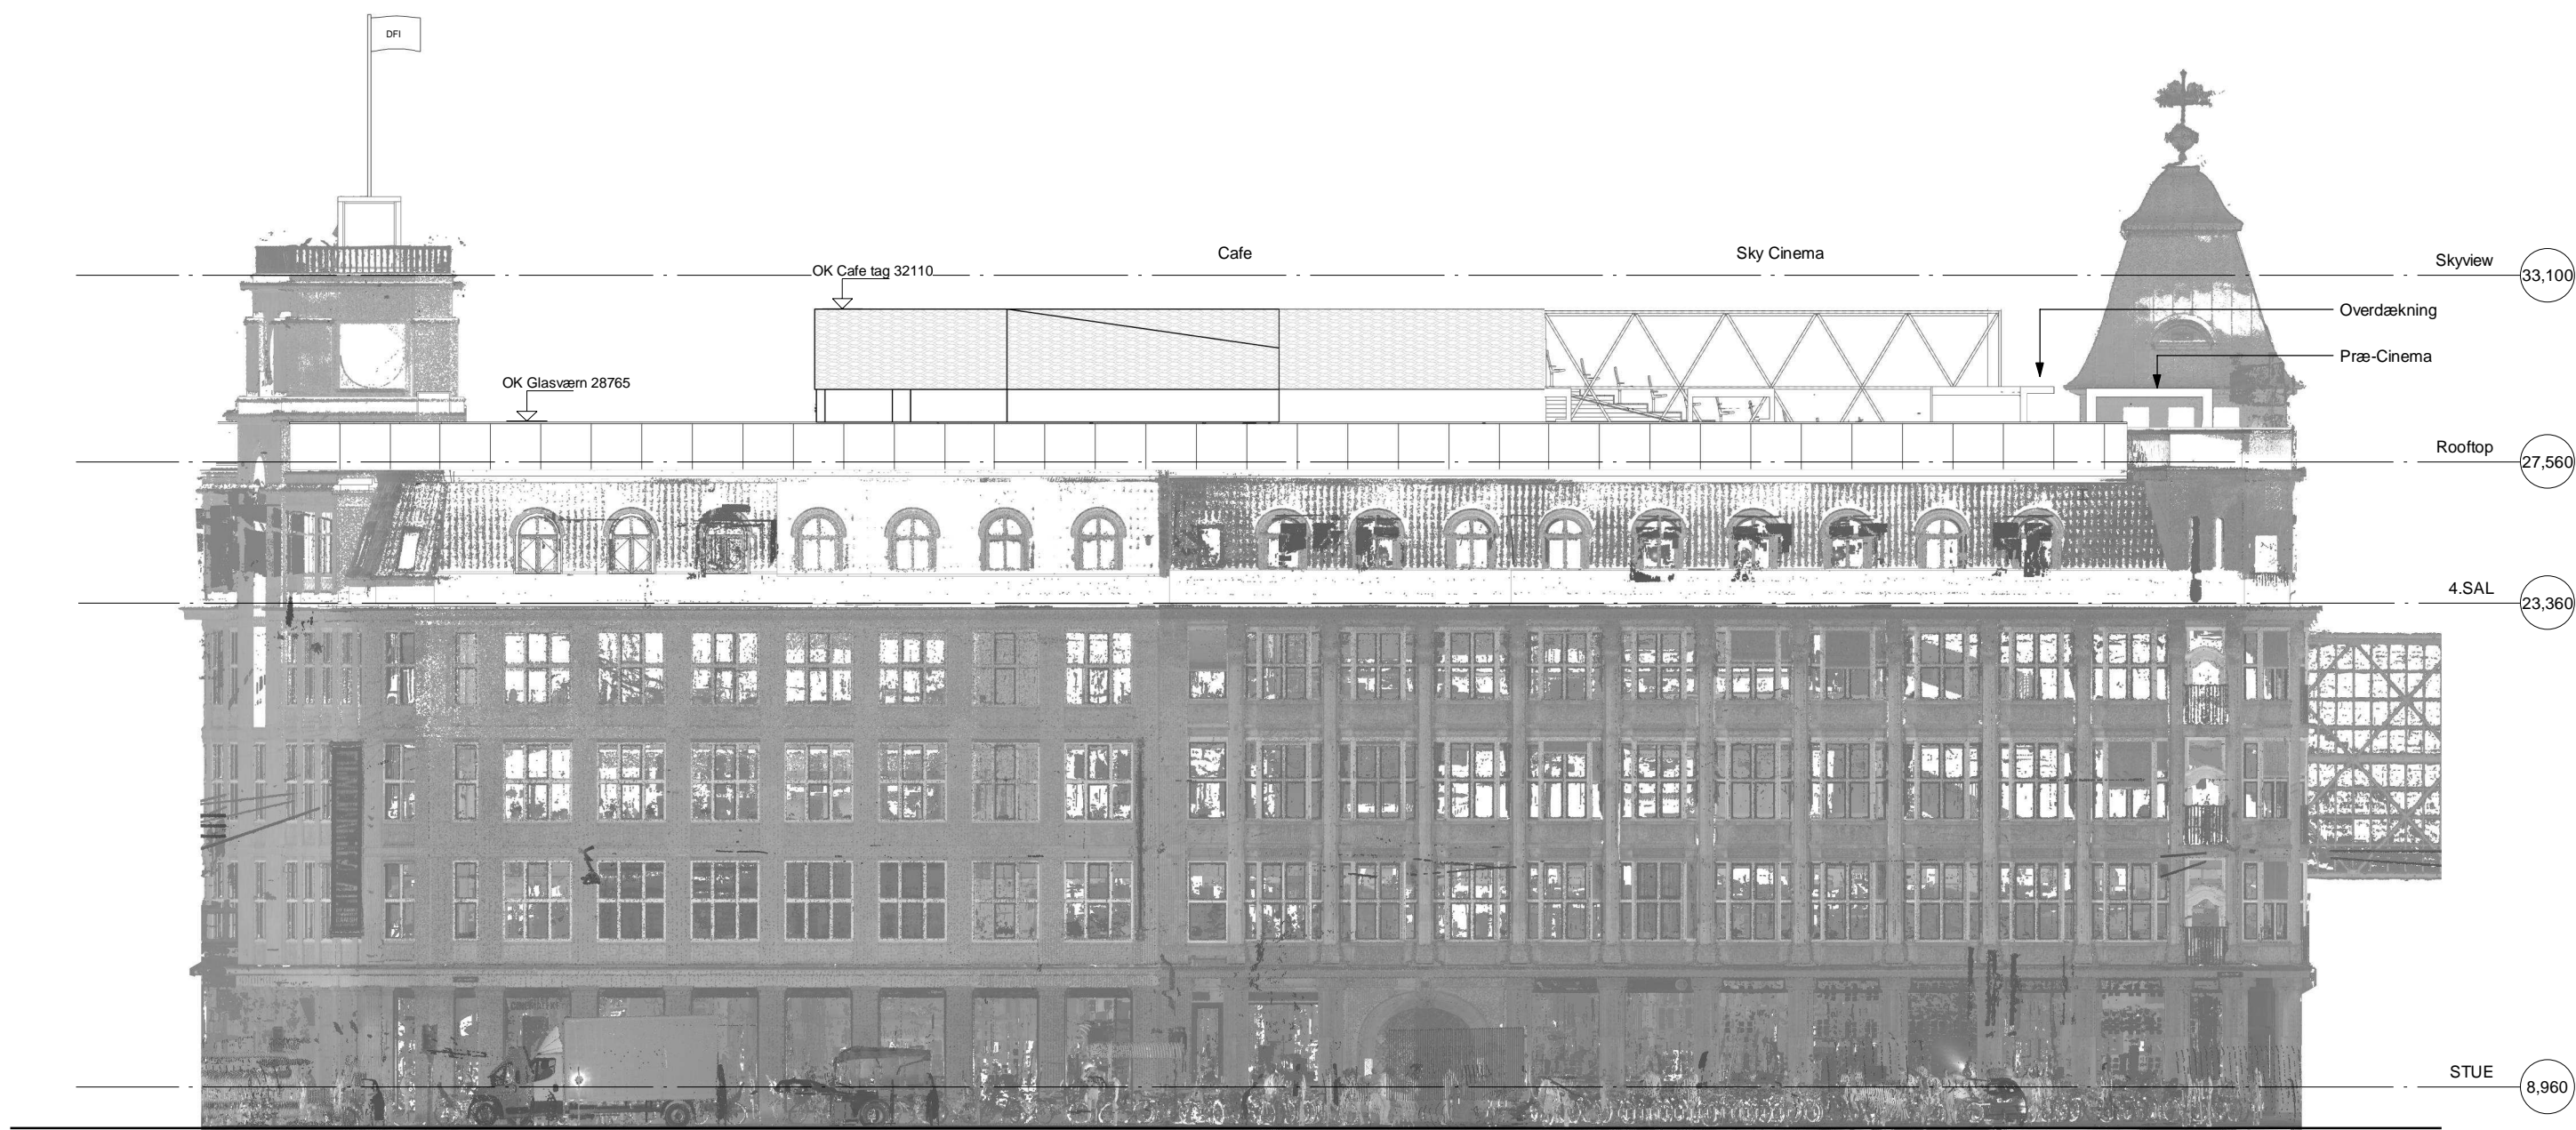 DFI
Cafe
Sky Cinema
Skyview
33,100
OK Cafe tag 32110
Overdækning
Præ-Cinema
OK Glasværn 28765
Rooftop
27,560
4.SAL
23,360
STUE
8,960